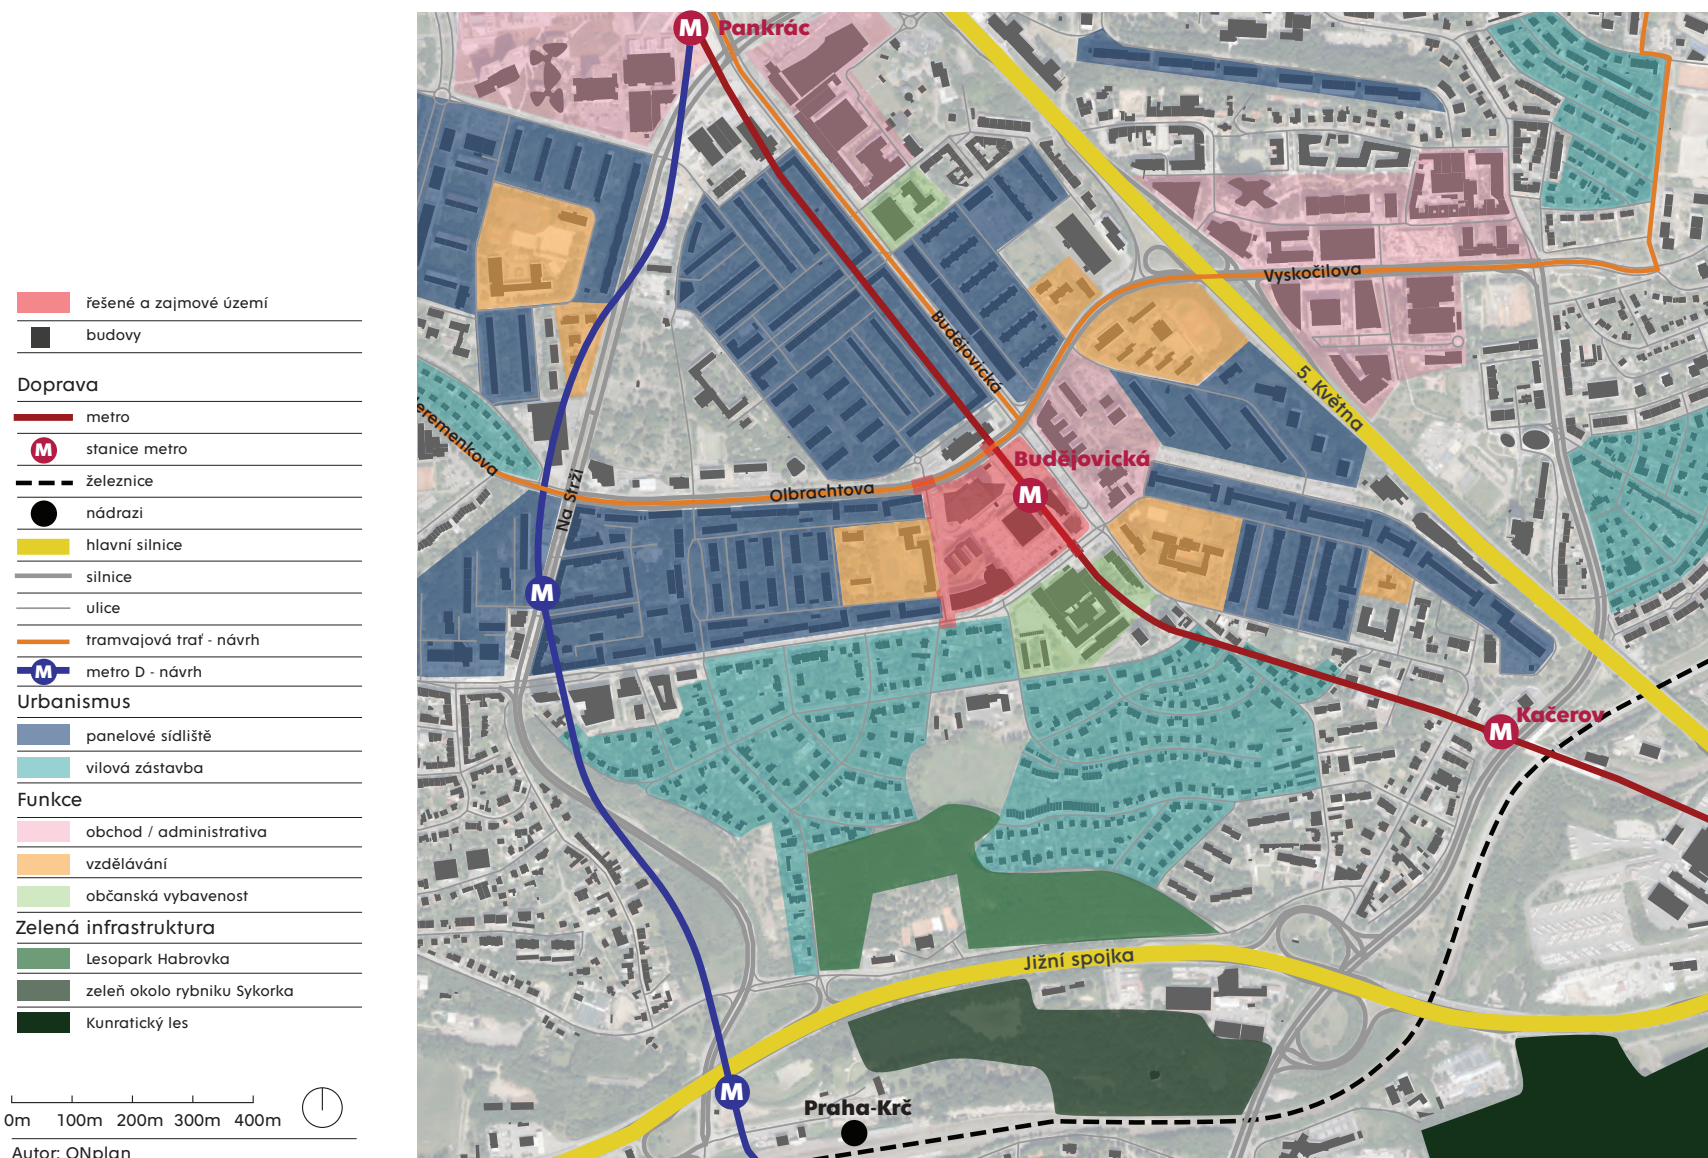 řešené a zajmové území
budovy
Doprava
metro
M
stanice metro
železnice
nádrazi
hlavní silnice
silnice
ulice
tramvajová trať - návrh
M
metro D - návrh
Urbanismus
panelové sídliště
vilová zástavba
Funkce
obchod / administrativa
vzdělávání
občanská vybavenost
Zelená infrastruktura
Lesopark Habrovka
zeleň okolo rybniku Sykorka
Kunratický les
0m 100m 200m 300m 400m
Autor: ONplan
M
Pankrác
Vyskočilova
Budějovická
5. Května
eremenkova
Budějovická
M
Olbrachtova
Na Strži
M
Kačerov
M
Jižní spojka
M
Praha-Krč